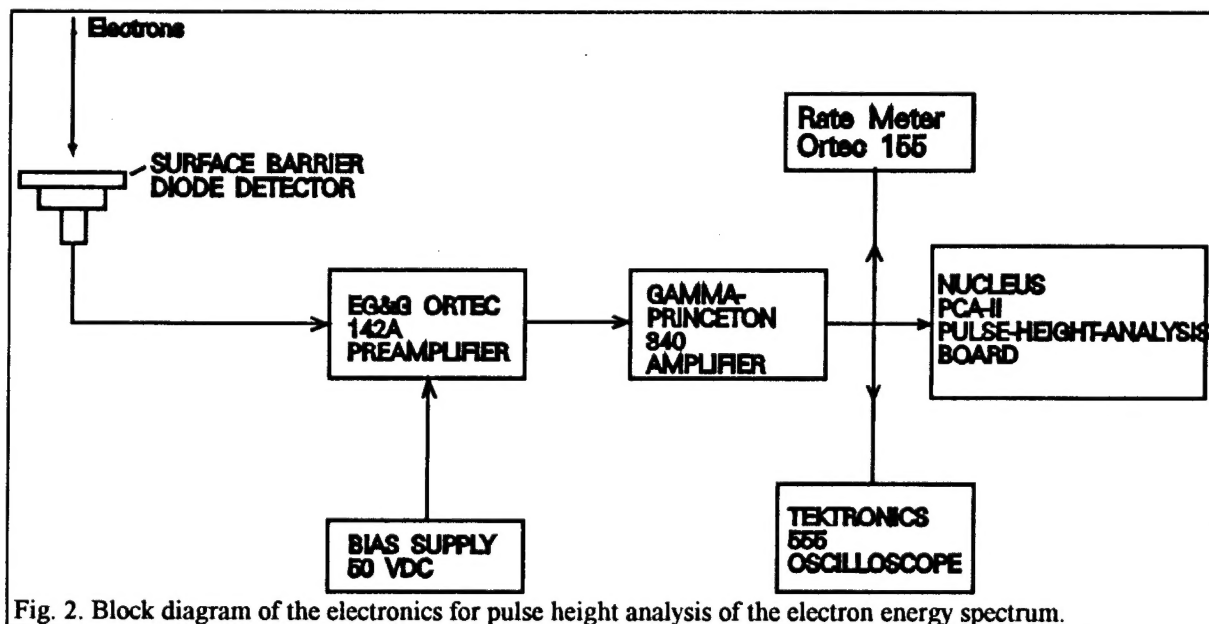 Electrons
SURFACE BARRIER
DIODE DETECTOR
EG&G ORTEC
142A
PREAMPLIFIER
BIAS SUPPLY
50 VDC
GAMMA-
PRINCETON
340
AMPLIFIER
Rate Meter
Ortec 155
NUCLEUS
PCA-II
PULSE-HEIGHT-ANALYSIS
BOARD
TEKTRONICS
555
OSCILLOSCOPE
Fig. 2. Block diagram of the electronics for pulse height analysis of the electron energy spectrum.